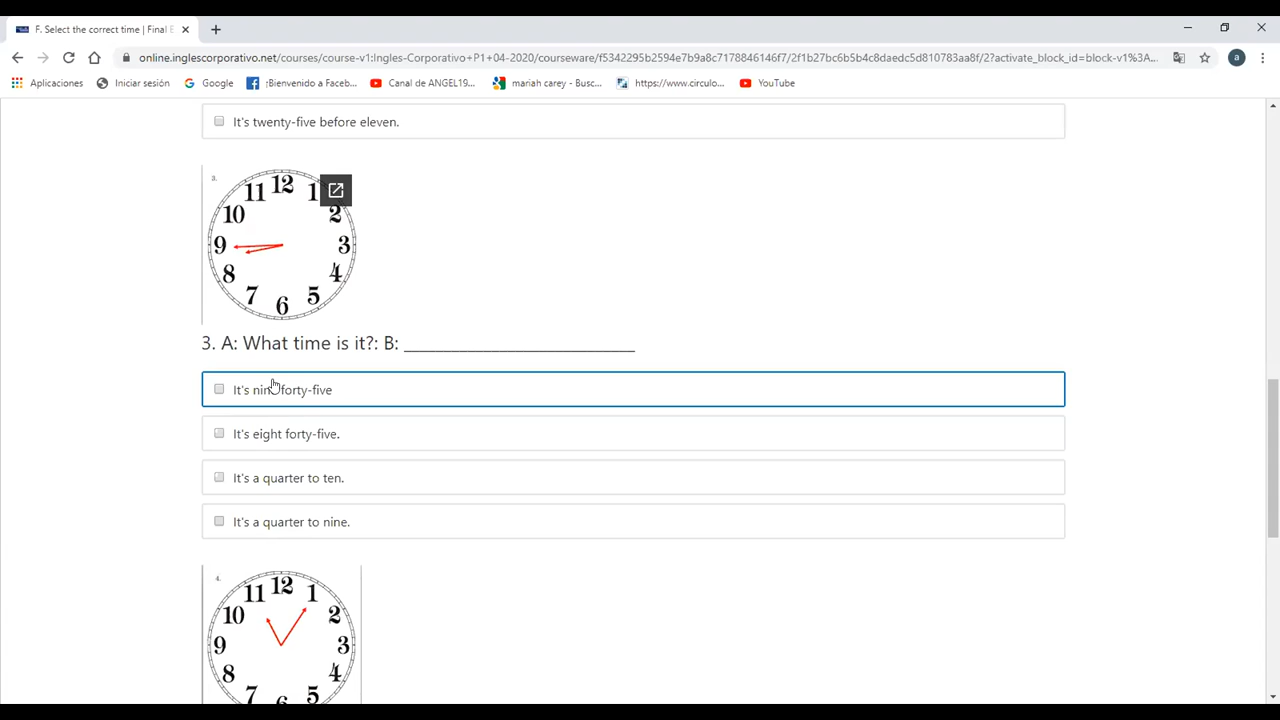 F. Select the correct time | Final E
online.inglescorporativo.net/courses/course-v1:Ingles-Corporativo+P1+04-2020/courseware/f5342295b2594e7b9a8c7178846146f7/2f1b27bc6b5b4c8daedc5d810783aa8f/2?activate_block_id=block-v1%3A...
a
Aplicaciones Iniciar sesión Google ¡Bienvenido a Faceb... Canal de ANGEL19... mariah carey - Busc... https://www.circulo... YouTube
It's twenty-five before eleven.
3.
12
11 1
10 2
9 3
8 4
7 5
6
3. A: What time is it?: B: ________________________
It's nine forty-five
It's eight forty-five.
It's a quarter to ten.
It's a quarter to nine.
4.
12
11 1
10 2
9 3
8 4
7 5
6